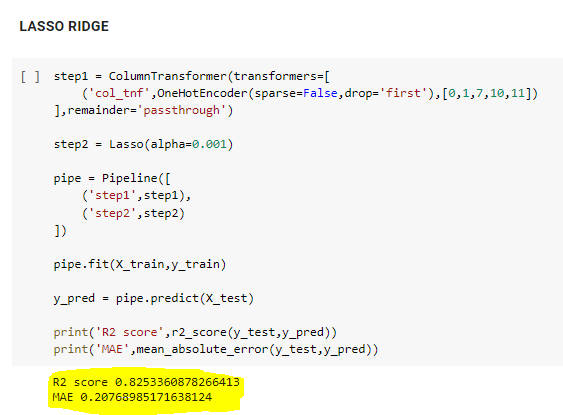 LASSO RIDGE
[ ] step1 = ColumnTransformer(transformers=[
('col_tnf',OneHotEncoder(sparse=False,drop='first'),[0,1,7,10,11])
],remainder='passthrough')
step2 = Lasso(alpha=0.001)
pipe = Pipeline([
('step1',step1),
('step2',step2)
])
pipe.fit(X_train,y_train)
y_pred = pipe.predict(X_test)
print('R2 score',r2_score(y_test,y_pred))
print('MAE',mean_absolute_error(y_test,y_pred))
R2 score 0.8253360878266413
MAE 0.20768985171638124